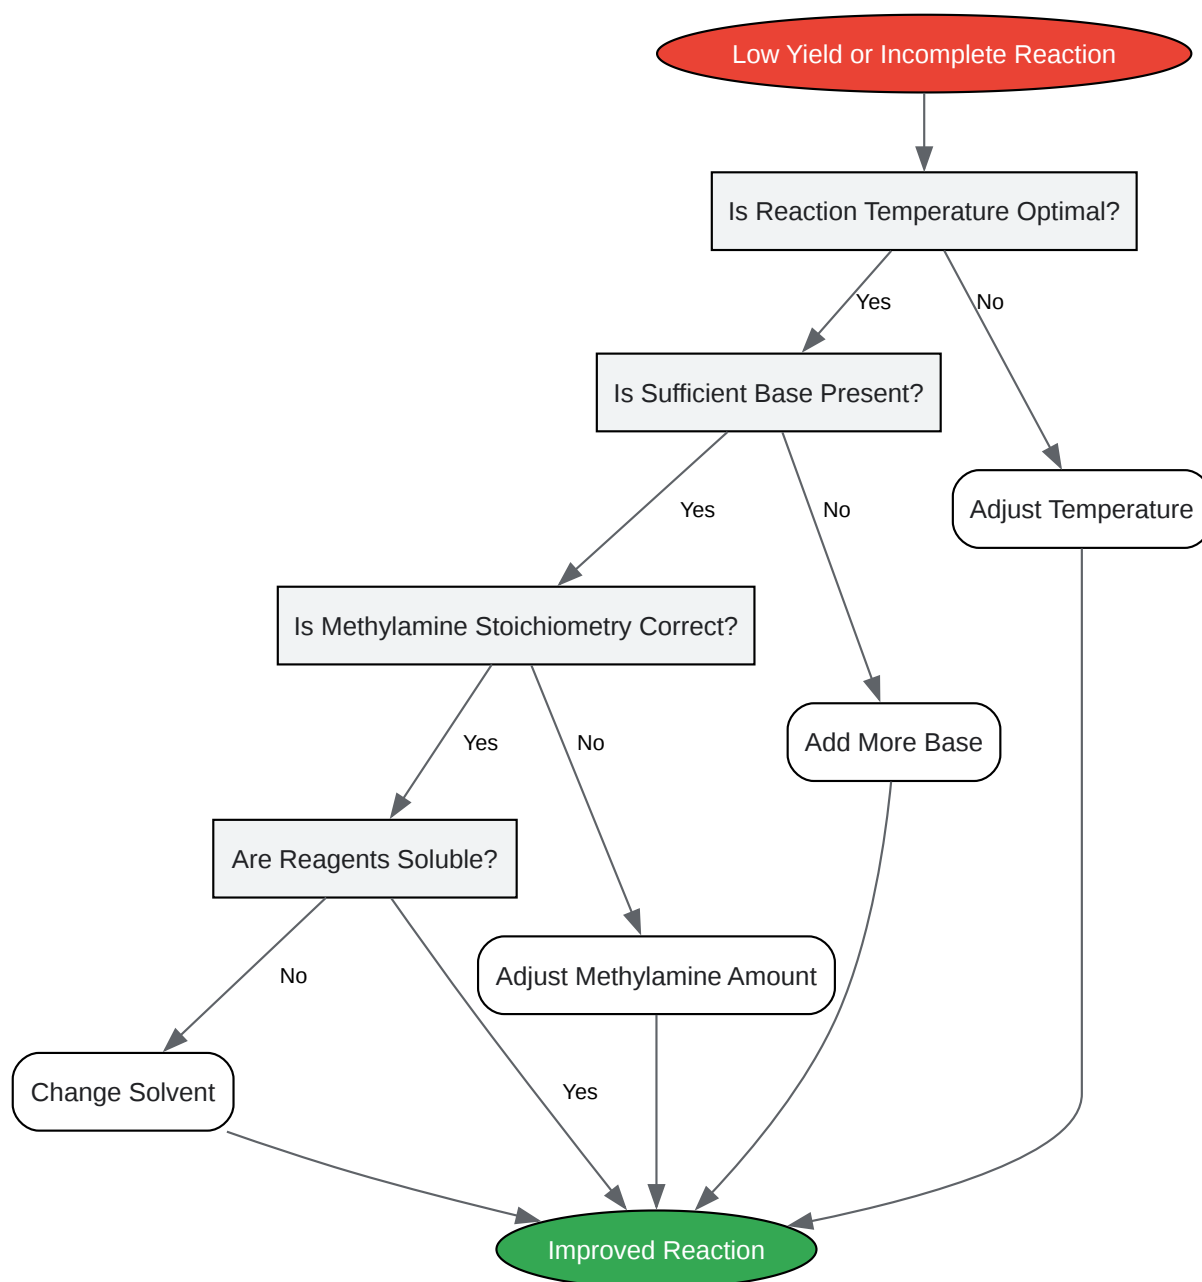 Low Yield or Incomplete Reaction
Is Reaction Temperature Optimal?
Yes
No
Is Sufficient Base Present?
Yes
No
Adjust Temperature
Is Methylamine Stoichiometry Correct?
Yes
No
Add More Base
Are Reagents Soluble?
No
Adjust Methylamine Amount
Change Solvent
Yes
Improved Reaction